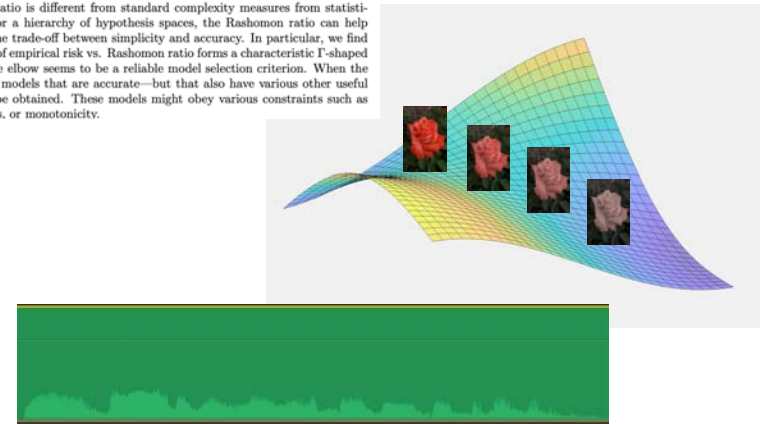 atio is different from standard complexity measures from statisti-
or a hierarchy of hypothesis spaces, the Rashomon ratio can help
e trade-off between simplicity and accuracy. In particular, we find
of empirical risk vs. Rashomon ratio forms a characteristic Γ-shaped
e elbow seems to be a reliable model selection criterion. When the
models that are accurate—but that also have various other useful
be obtained. These models might obey various constraints such as
s, or monotonicity.